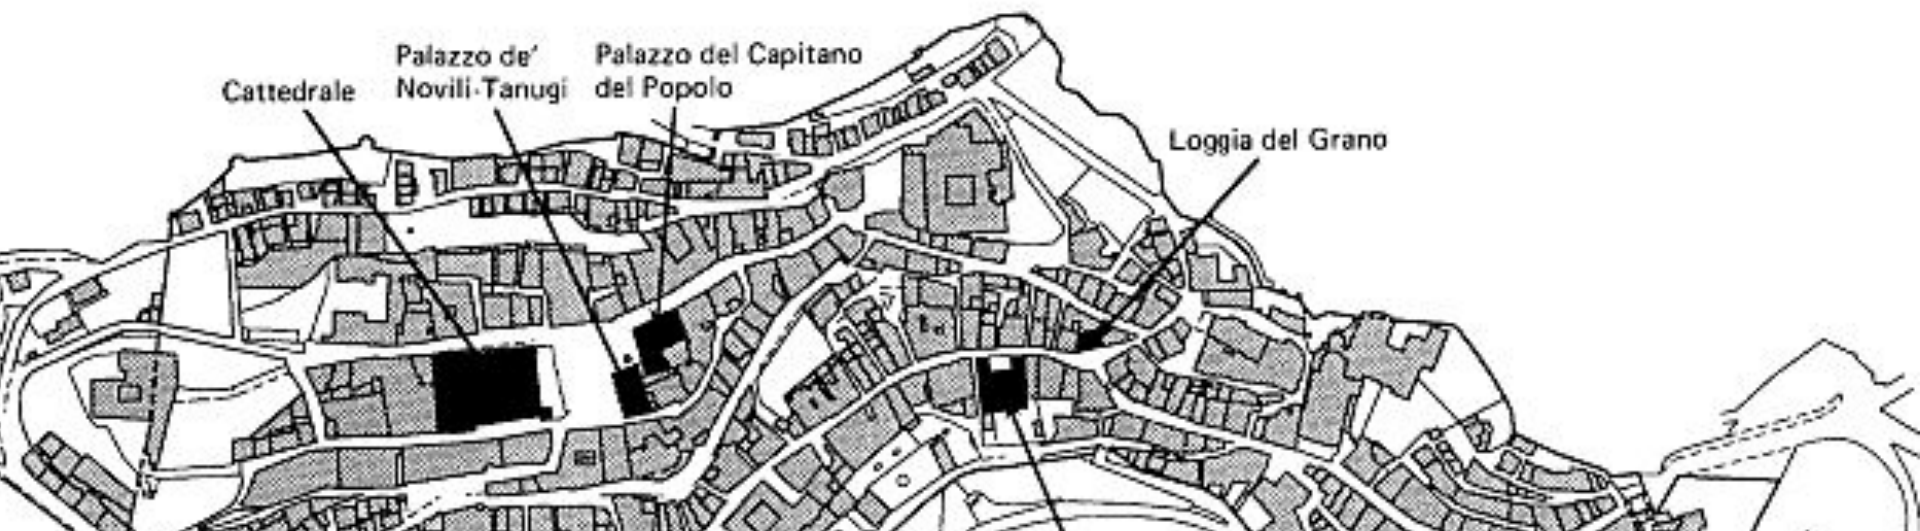 Cattedrale
Palazzo de'
Novili-Tanugi
Palazzo del Capitano
del Popolo
Loggia del Grano